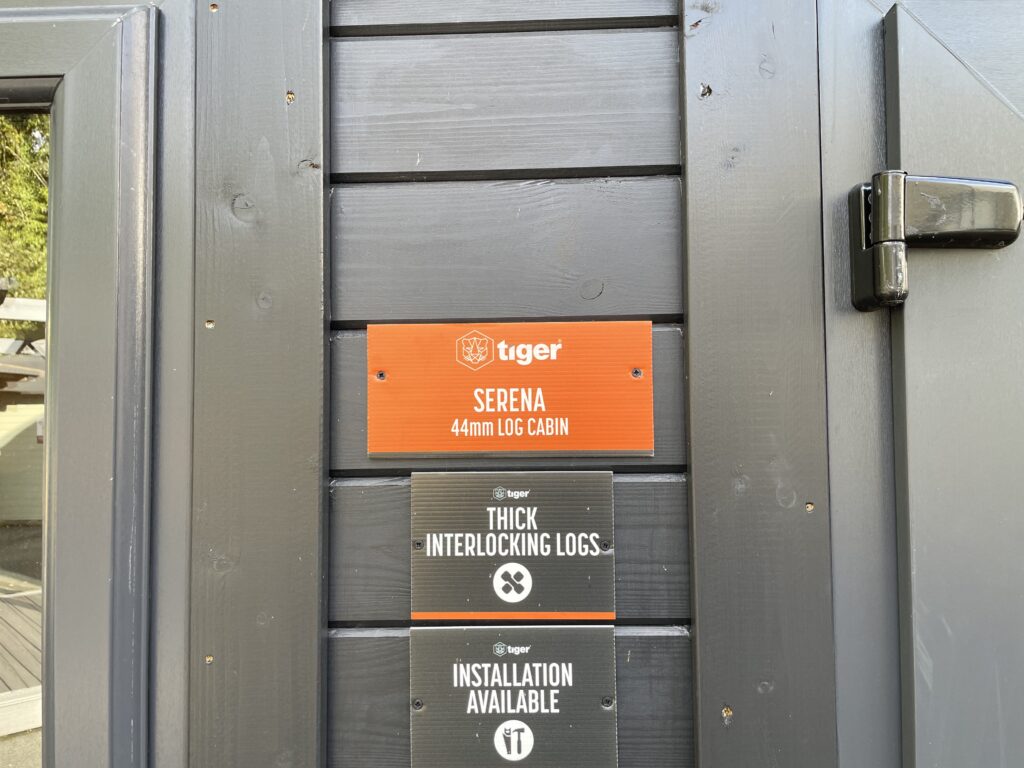 tiger
SERENA
44mm LOG CABIN
tiger
THICK
INTERLOCKING LOGS
tiger
INSTALLATION
AVAILABLE